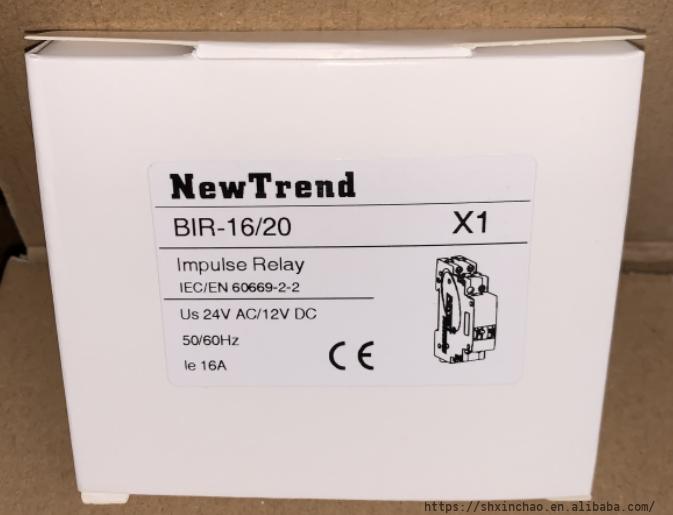 NewTrend
BIR-16/20 X1
Impulse Relay
IEC/EN 60669-2-2
Us 24V AC/12V DC
50/60Hz
Ie 16A
CE
https://shxinchao.en.alibaba.com/